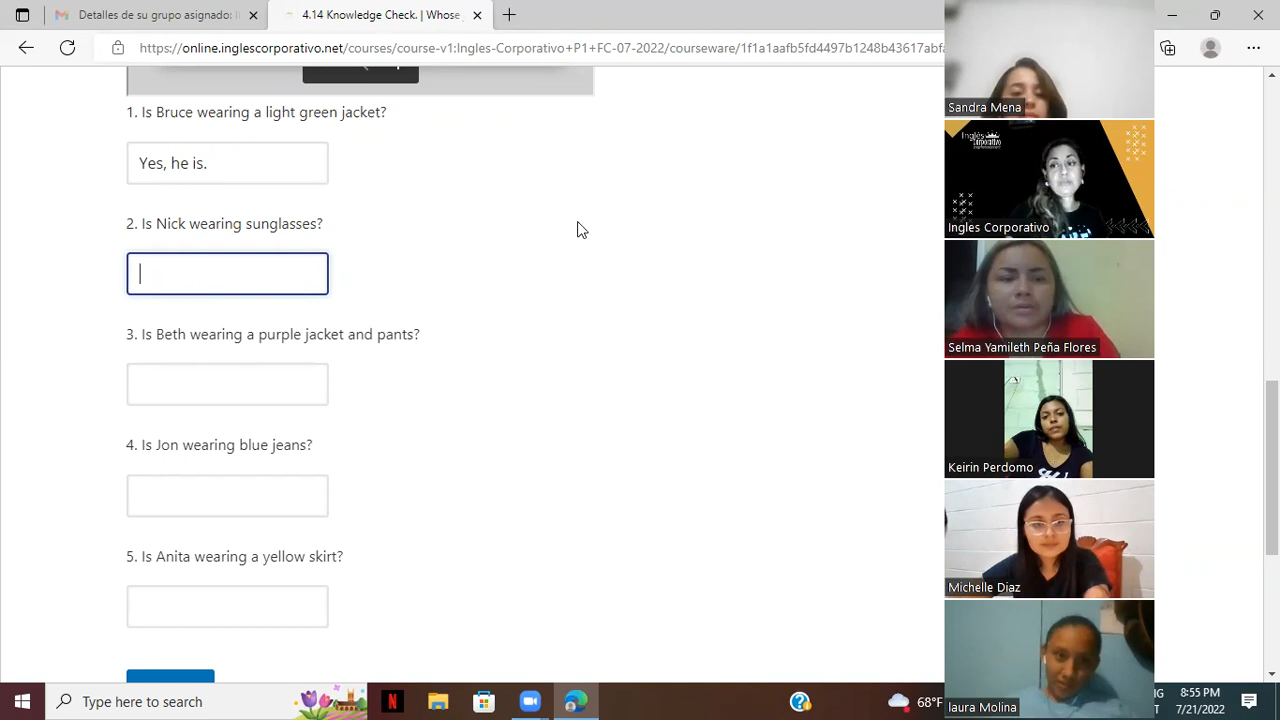 Detalles de su grupo asignado: I
4.14 Knowledge Check. | Whose
https://online.inglescorporativo.net/courses/course-v1:Ingles-Corporativo+P1+FC-07-2022/courseware/1f1a1aafb5fd4497b1248b43617abf
1. Is Bruce wearing a light green jacket?
Yes, he is.
2. Is Nick wearing sunglasses?
3. Is Beth wearing a purple jacket and pants?
4. Is Jon wearing blue jeans?
5. Is Anita wearing a yellow skirt?
Sandra Mena
Inglés
Corporativo
Ingles Corporativo
Selma Yamileth Peña Flores
Keirin Perdomo
Michelle Diaz
laura Molina
Type here to search
N
68°F
8:55 PM
7/21/2022